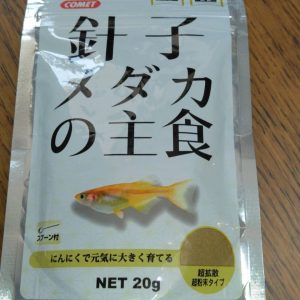 COMET
針子
メダカ
の主食
スプーン付
にんにくで元気に大きく育てる
超拡散
超粉末タイプ
NET 20g